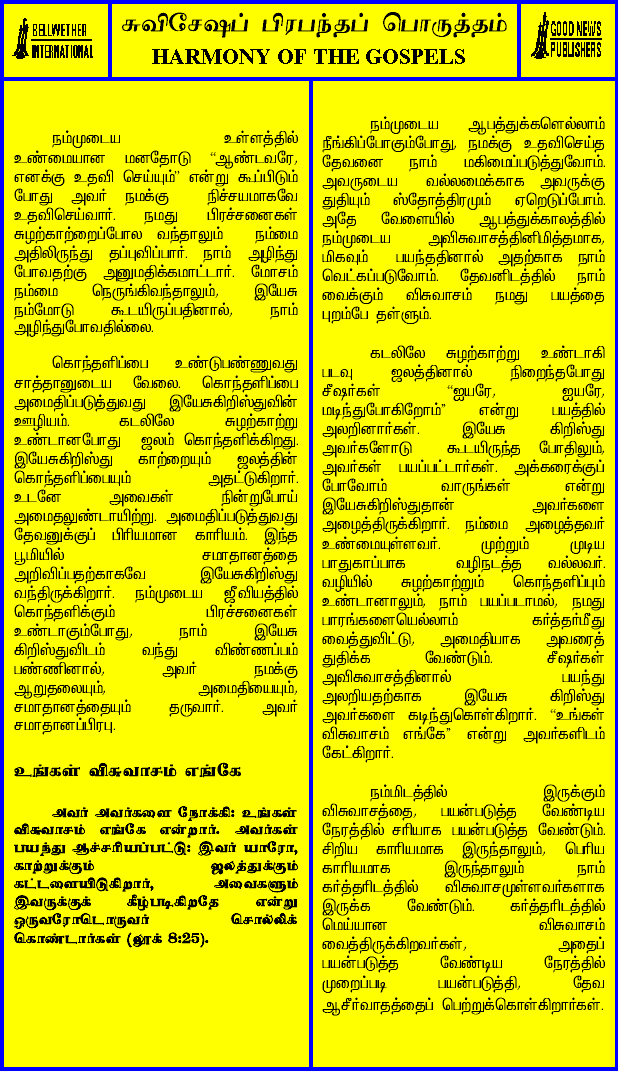 BELLWETHER
INTERNATIONAL
சுவிசேஷப் பிரபந்தப் பொருத்தம்
HARMONY OF THE GOSPELS
GOOD NEWS
PUBLISHERS
நம்முடைய உள்ளத்தில்
உண்மையான மனதோடு “ஆண்டவரே,
எனக்கு உதவி செய்யும்” என்று கூப்பிடும்
போது அவர் நமக்கு நிச்சயமாகவே
உதவிசெய்வார். நமது பிரச்சனைகள்
சுழற்காற்றைப்போல வந்தாலும் நம்மை
அதிலிருந்து தப்புவிப்பார். நாம் அழிந்து
போவதற்கு அனுமதிக்கமாட்டார். மோசம்
நம்மை நெருங்கிவந்தாலும், இயேசு
நம்மோடு கூடயிருப்பதினால், நாம்
அழிந்துபோவதில்லை.
கொந்தளிப்பை உண்டுபண்ணுவது
சாத்தானுடைய வேலை. கொந்தளிப்பை
அமைதிப்படுத்துவது இயேசுகிறிஸ்துவின்
ஊழியம். கடலிலே சுழற்காற்று
உண்டானபோது ஜலம் கொந்தளிக்கிறது.
இயேசுகிறிஸ்து காற்றையும் ஜலத்தின்
கொந்தளிப்பையும் அதட்டுகிறார்.
உடனே அவைகள் நின்றுபோய்
அமைதலுண்டாயிற்று. அமைதிப்படுத்துவது
தேவனுக்குப் பிரியமான காரியம். இந்த
பூமியில் சமாதானத்தை
அறிவிப்பதற்காகவே இயேசுகிறிஸ்து
வந்திருக்கிறார். நம்முடைய ஜீவியத்தில்
கொந்தளிக்கும் பிரச்சனைகள்
உண்டாகும்போது, நாம் இயேசு
கிறிஸ்துவிடம் வந்து விண்ணப்பம்
பண்ணினால், அவர் நமக்கு
ஆறுதலையும், அமைதியையும்,
சமாதானத்தையும் தருவார். அவர்
சமாதானப்பிரபு.
உங்கள் விசுவாசம் எங்கே
அவர் அவர்களை நோக்கி: உங்கள்
விசுவாசம் எங்கே என்றார். அவர்கள்
பயந்து ஆச்சரியப்பட்டு: இவர் யாரோ,
காற்றுக்கும் ஜலத்துக்கும்
கட்டளையிடுகிறார், அவைகளும்
இவருக்குக் கீழ்படிகிறதே என்று
ஒருவரோடொருவர் சொல்லிக்
கொண்டார்கள் (லூக் 8:25).
நம்முடைய ஆபத்துக்களெல்லாம்
நீங்கிப்போகும்போது, நமக்கு உதவிசெய்த
தேவனை நாம் மகிமைப்படுத்துவோம்.
அவருடைய வல்லமைக்காக அவருக்கு
துதியும் ஸ்தோத்திரமும் ஏறெடுப்போம்.
அதே வேளையில் ஆபத்துக்காலத்தில்
நம்முடைய அவிசுவாசத்தினிமித்தமாக,
மிகவும் பயந்ததினால் அதற்காக நாம்
வெட்கப்படுவோம். தேவனிடத்தில் நாம்
வைக்கும் விசுவாசம் நமது பயத்தை
புறம்பே தள்ளும்.
கடலிலே சுழற்காற்று உண்டாகி
படவு ஜலத்தினால் நிறைந்தபோது
சீஷர்கள் “ஐயரே, ஐயரே,
மடிந்துபோகிறோம்” என்று பயத்தில்
அலறினார்கள். இயேசு கிறிஸ்து
அவர்களோடு கூடயிருந்த போதிலும்,
அவர்கள் பயப்பட்டார்கள். அக்கரைக்குப்
போவோம் வாருங்கள் என்று
இயேசுகிறிஸ்துதான் அவர்களை
அழைத்திருக்கிறார். நம்மை அழைத்தவர்
உண்மையுள்ளவர். முற்றும் முடிய
பாதுகாப்பாக வழிநடத்த வல்லவர்.
வழியில் சுழற்காற்றும் கொந்தளிப்பும்
உண்டானாலும், நாம் பயப்படாமல், நமது
பாரங்களையெல்லாம் கர்த்தர்மீது
வைத்துவிட்டு, அமைதியாக அவரைத்
துதிக்க வேண்டும். சீஷர்கள்
அவிசுவாசத்தினால் பயந்து
அலறியதற்காக இயேசு கிறிஸ்து
அவர்களை கடிந்துகொள்கிறார். “உங்கள்
விசுவாசம் எங்கே” என்று அவர்களிடம்
கேட்கிறார்.
நம்மிடத்தில் இருக்கும்
விசுவாசத்தை, பயன்படுத்த வேண்டிய
நேரத்தில் சரியாக பயன்படுத்த வேண்டும்.
சிறிய காரியமாக இருந்தாலும், பெரிய
காரியமாக இருந்தாலும் நாம்
கர்த்தரிடத்தில் விசுவாசமுள்ளவர்களாக
இருக்க வேண்டும். கர்த்தரிடத்தில்
மெய்யான விசுவாசம்
வைத்திருக்கிறவர்கள், அதைப்
பயன்படுத்த வேண்டிய நேரத்தில்
முறைப்படி பயன்படுத்தி, தேவ
ஆசீர்வாதத்தைப் பெற்றுக்கொள்கிறார்கள்.